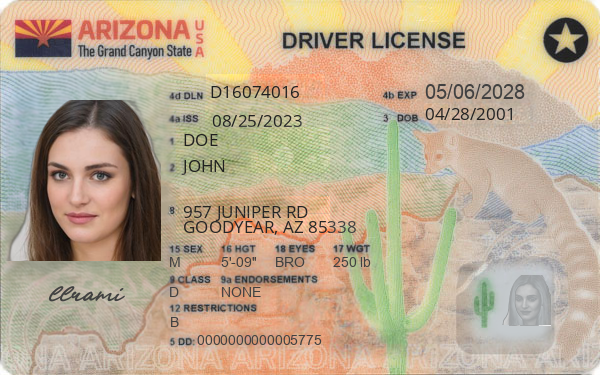 ARIZONA USA
The Grand Canyon State
DRIVER LICENSE
4d DLN D16074016
4b EXP 05/06/2028
4a ISS 08/25/2023
3 DOB 04/28/2001
1 DOE
2 JOHN
8 957 JUNIPER RD
GOODYEAR, AZ 85338
15 SEX 16 HGT 18 EYES 17 WGT
M 5'-09" BRO 250 lb
9 CLASS 9a ENDORSEMENTS
D NONE
12 RESTRICTIONS
B
5 DD: 0000000000005775
ARIZONA ARIZONA ARIZONA ARIZONA